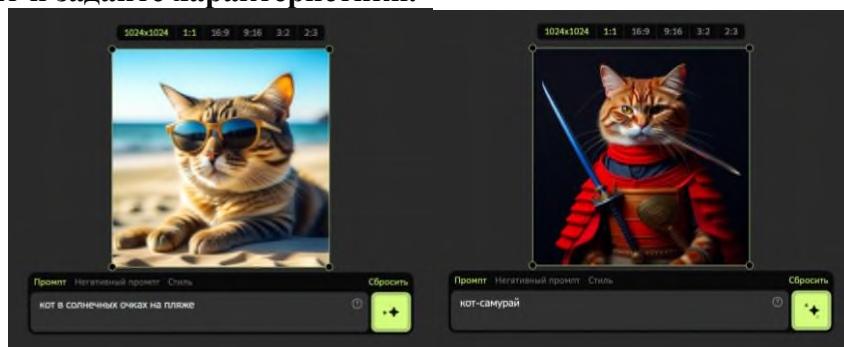 и задайте характеристики.
1024x1024 1:1 16:9 9:16 3:2 2:3
Промпт Негативный промпт Стиль Сбросить
кот в солнечных очках на пляже
1024x1024 1:1 16:9 9:16 3:2 2:3
Промпт Негативный промпт Стиль Сбросить
кот-самурай